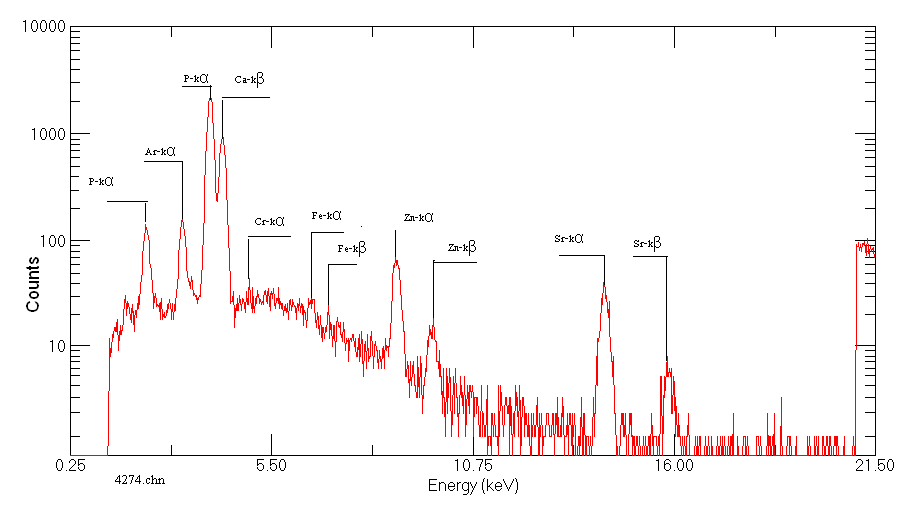 10000
P-kα
Ca-kβ
1000
Ar-kα
P-kα
Cr-kα
Fe-kα
Zn-kα
Fe-kβ
Zn-kβ
Sr-kα
Sr-kβ
100
Counts
10
0.25
5.50
10.75
16.00
21.50
4274.chn
Energy (keV)